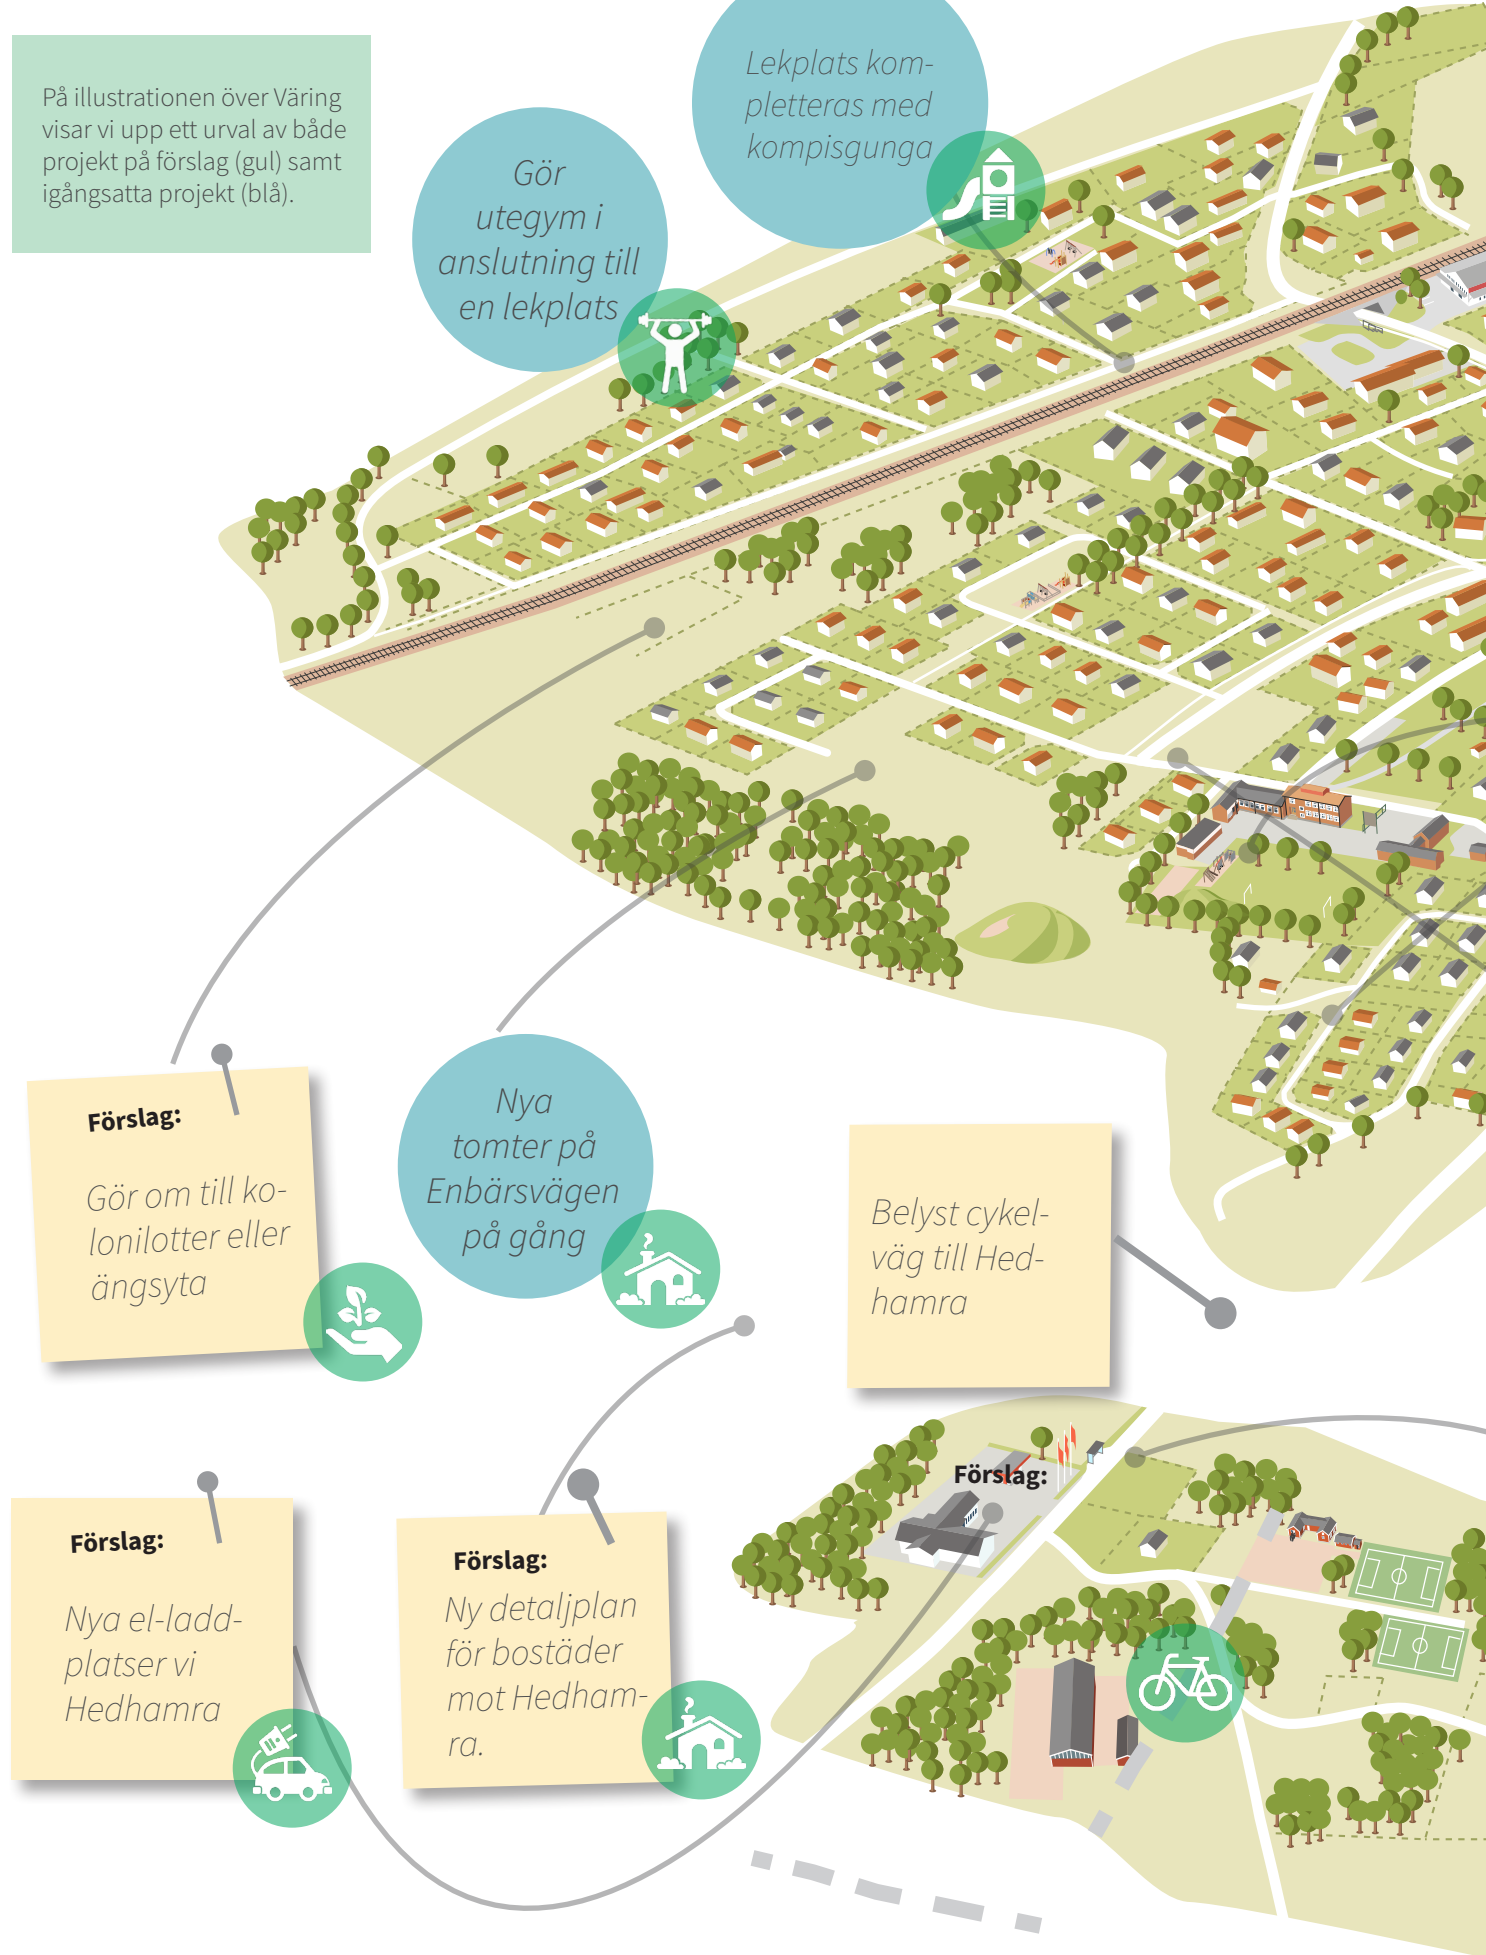 På illustrationen över Väring
visar vi upp ett urval av både
projekt på förslag (gul) samt
igångsatta projekt (blå).
Lekplats kom-
pletteras med
kompisgunga
Gör
utegym i
anslutning till
en lekplats
Förslag:
Gör om till ko-
lonilotter eller
ängsyta
Nya
tomter på
Enbärsvägen
på gång
Belyst cykel-
väg till Hed-
hamra
Förslag:
Förslag:
Nya el-ladd-
platser vi
Hedhamra
Förslag:
Ny detaljplan
för bostäder
mot Hedham-
ra.